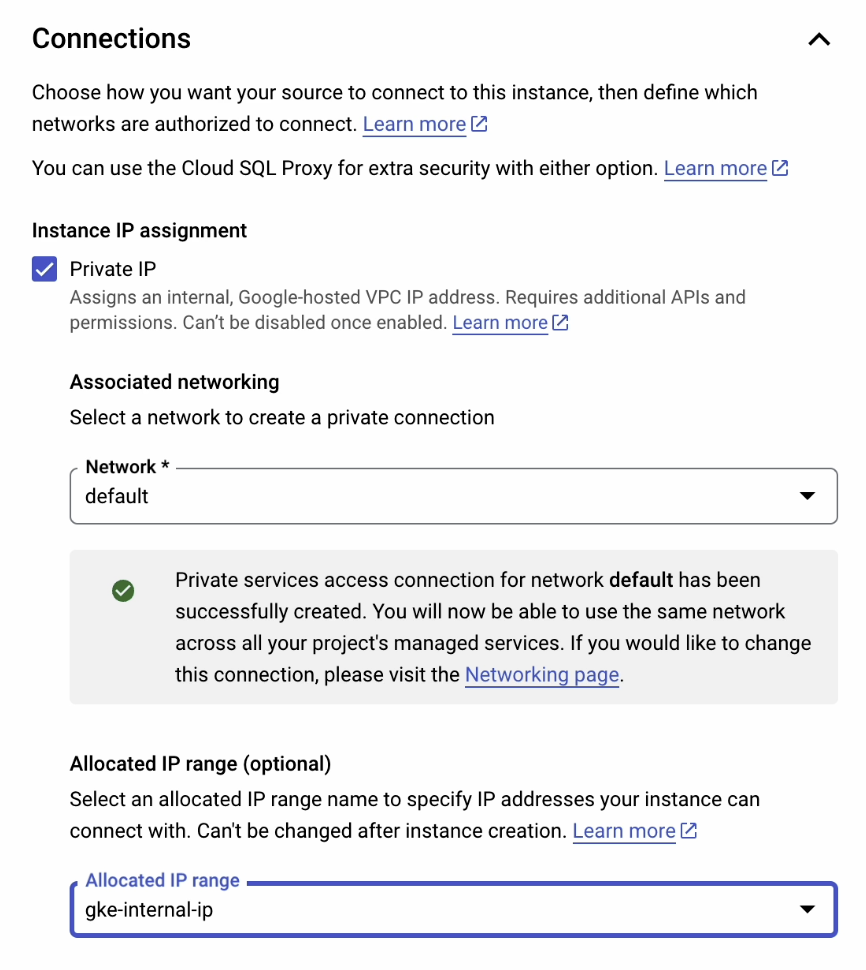 Connections
Choose how you want your source to connect to this instance, then define which
networks are authorized to connect. Learn more
You can use the Cloud SQL Proxy for extra security with either option. Learn more
Instance IP assignment
Private IP
Assigns an internal, Google-hosted VPC IP address. Requires additional APIs and
permissions. Can’t be disabled once enabled. Learn more
Associated networking
Select a network to create a private connection
Network *
default
Private services access connection for network default has been
successfully created. You will now be able to use the same network
across all your project's managed services. If you would like to change
this connection, please visit the Networking page.
Allocated IP range (optional)
Select an allocated IP range name to specify IP addresses your instance can
connect with. Can't be changed after instance creation. Learn more
Allocated IP range
gke-internal-ip